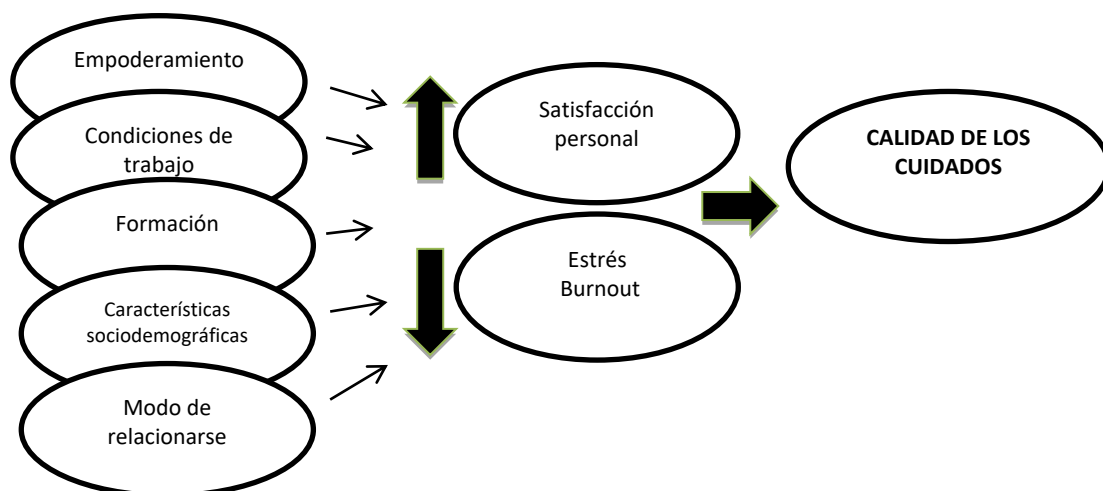 Empoderamiento
Condiciones de
trabajo
Formación
Características
sociodemográficas
Modo de
relacionarse
Satisfacción
personal
Estrés
Burnout
CALIDAD DE LOS
CUIDADOS